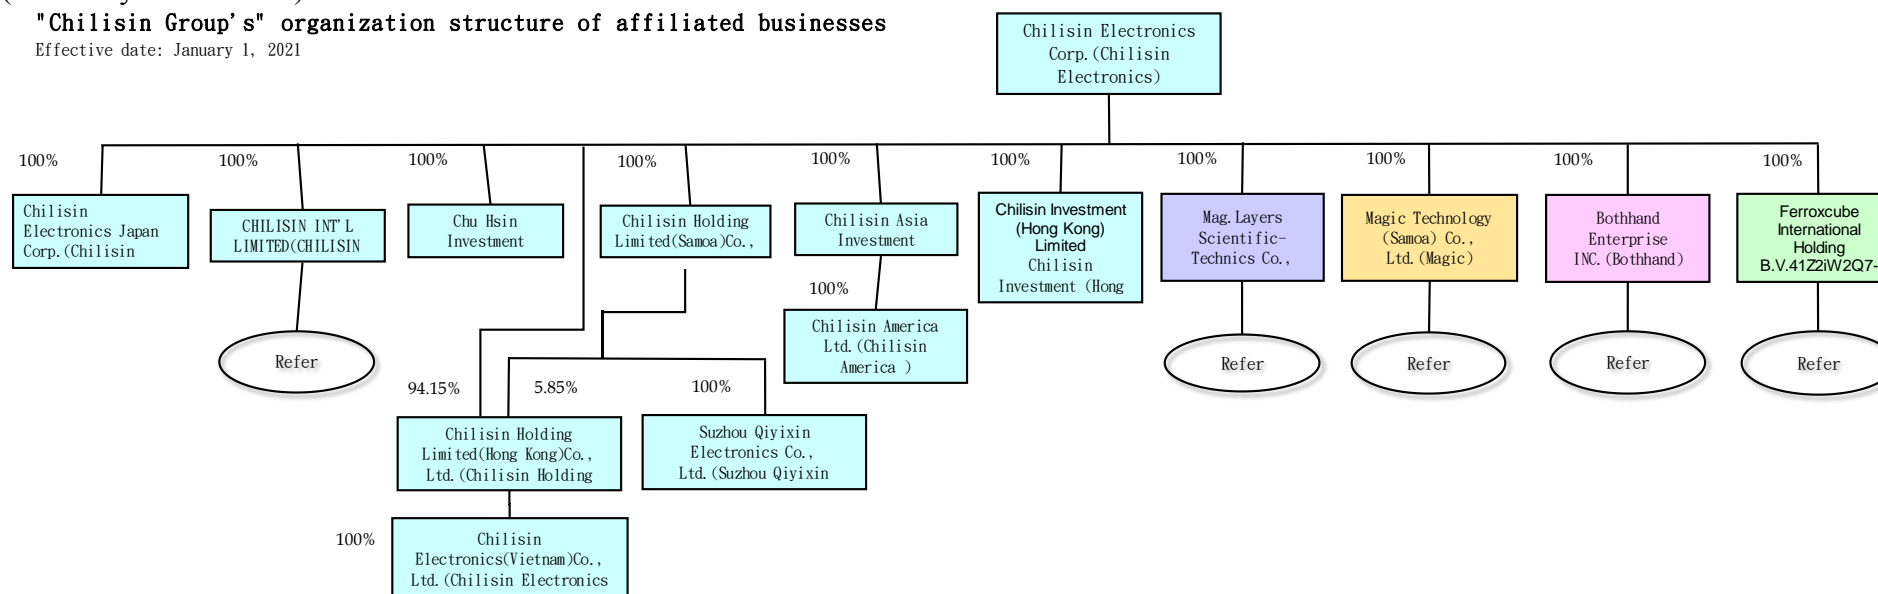 "Chilisin Group's" organization structure of affiliated businesses
Effective date: January 1, 2021
Chilisin Electronics
Corp.(Chilisin
Electronics)
100%
100%
100%
100%
100%
100%
100%
100%
100%
100%
Chilisin
Electronics Japan
Corp.(Chilisin
CHILISIN INT'L
LIMITED(CHILISIN
Chu Hsin
Investment
Chilisin Holding
Limited(Samoa)Co.,
Chilisin Asia
Investment
Chilisin Investment
(Hong Kong)
Limited
Chilisin
Investment (Hong
Mag.Layers
Scientific-
Technics Co.,
Magic Technology
(Samoa) Co.,
Ltd.(Magic)
Bothhand
Enterprise
INC.(Bothhand)
Ferroxcube
International
Holding
B.V.41Z2iW2Q7-
100%
Chilisin America
Ltd.(Chilisin
America )
Refer
Refer
Refer
Refer
Refer
94.15%
5.85%
100%
Chilisin Holding
Limited(Hong Kong)Co.,
Ltd.(Chilisin Holding
Suzhou Qiyixin
Electronics Co.,
Ltd.(Suzhou Qiyixin
100%
Chilisin
Electronics(Vietnam)Co.,
Ltd.(Chilisin Electronics